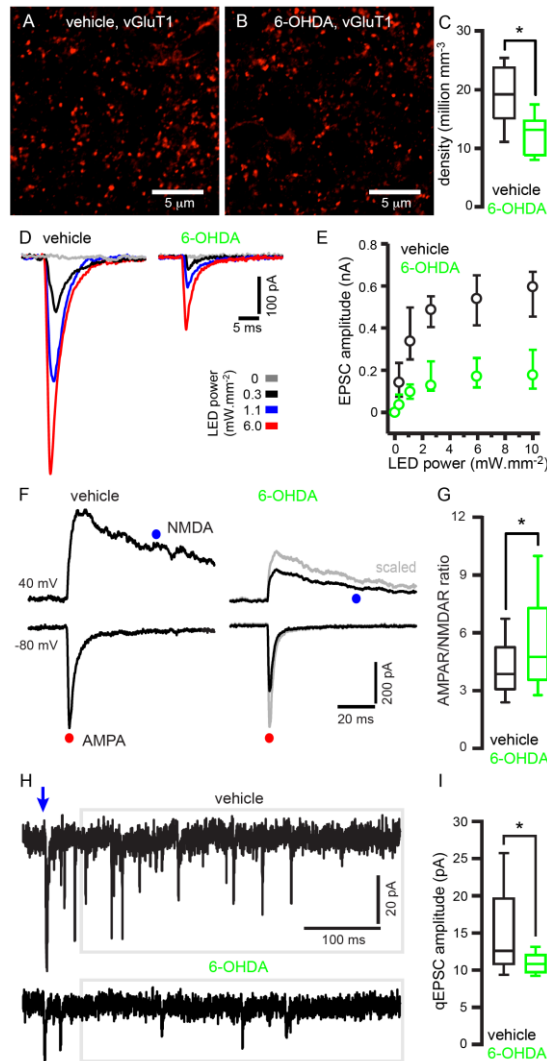 A
vehicle, vGluT1
5 µm
B
6-OHDA, vGluT1
5 µm
C
density (million mm⁻³)
30
20
10
0
*
vehicle
6-OHDA
D
vehicle
6-OHDA
100 pA
5 ms
LED power
(mW.mm⁻²)
0
0.3
1.1
6.0
E
vehicle
6-OHDA
EPSC amplitude (nA)
0.8
0.6
0.4
0.2
0
0 2 4 6 8 10
LED power (mW.mm⁻²)
F
vehicle
6-OHDA
NMDA
scaled
40 mV
-80 mV
200 pA
20 ms
AMPA
G
AMPAR/NMDAR ratio
12
9
6
3
0
*
vehicle
6-OHDA
H
vehicle
20 pA
100 ms
6-OHDA
I
qEPSC amplitude (pA)
30
25
20
15
10
5
0
*
vehicle
6-OHDA